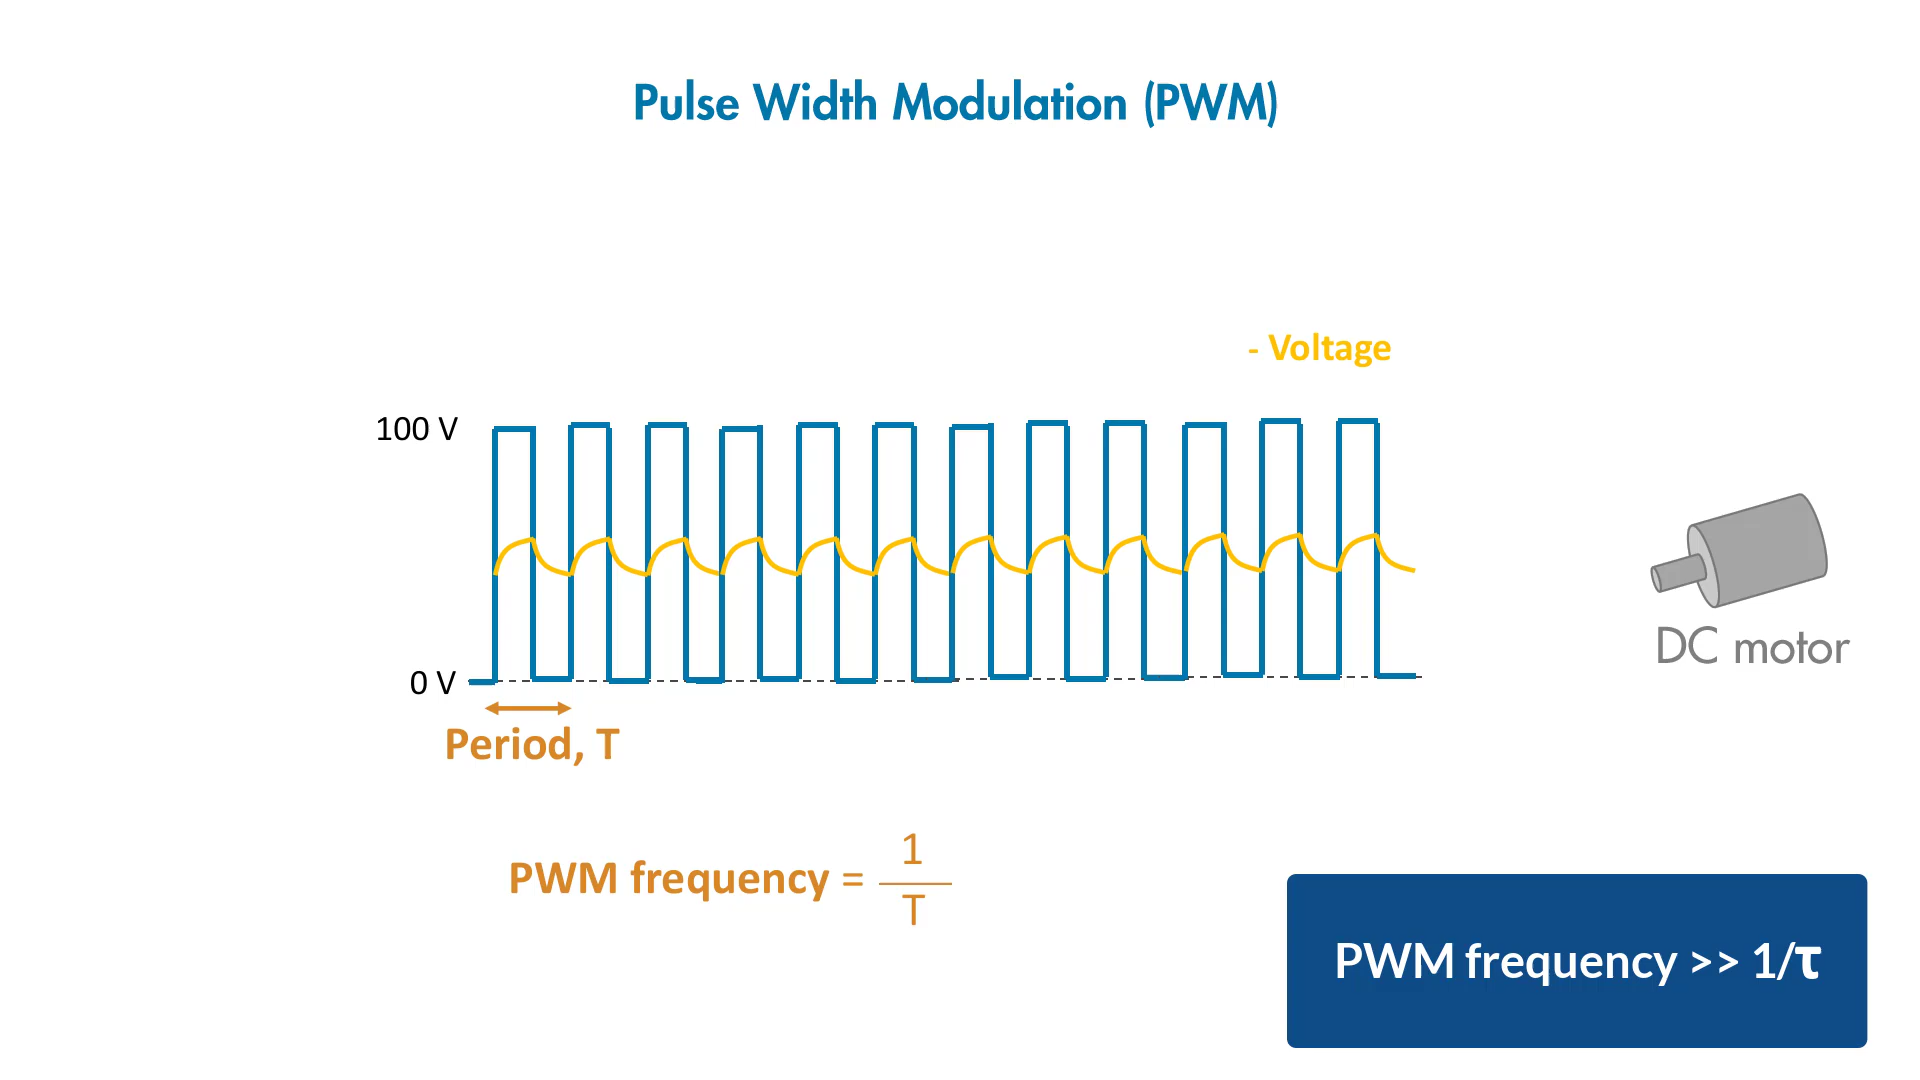 Pulse Width Modulation (PWM)
- Voltage
100 V
0 V
DC motor
Period, T
PWM frequency = 1
T
PWM frequency >> 1/τ